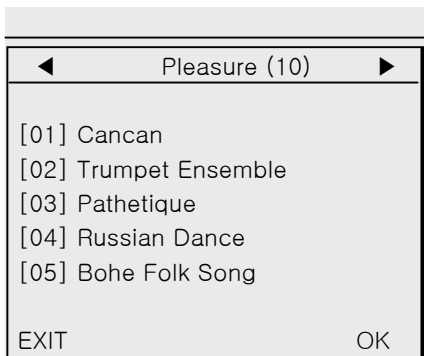 ◀ Pleasure (10) ▶
[01] Cancan
[02] Trumpet Ensemble
[03] Pathetique
[04] Russian Dance
[05] Bohe Folk Song
EXIT OK